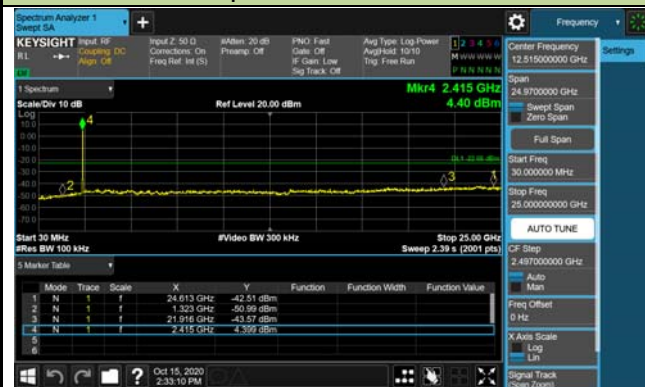 Spectrum Analyzer 1
Swept SA
+
Frequency
KEYSIGHT Input: RF
RL
Coupling: DC
Align: Off
Input Z: 50 Ω
Corrections: On
Freq Ref: Int (S)
#Atten: 20 dB
Preamp: Off
PNO: Fast
Gate: Off
IF Gain: Low
Sig Track: Off
Avg Type: Log-Power
Avg|Hold: 10/10
Trig: Free Run
1 2 3 4 5 6
M W W W W W
P N N N N N
Center Frequency
12.515000000 GHz
Settings
Span
24.9700000 GHz
Swept Span
Zero Span
Full Span
Start Freq
30.000000 MHz
Stop Freq
25.000000000 GHz
AUTO TUNE
CF Step
2.497000000 GHz
Auto
Man
Freq Offset
0 Hz
X Axis Scale
Log
Lin
Signal Track
(Span Zoom)
1 Spectrum
Mkr4 2.415 GHz
Scale/Div 10 dB
Ref Level 20.00 dBm
4.40 dBm
Log
10.0
0.00
-10.0
-20.0
-30.0
-40.0
-50.0
-60.0
-70.0
4
2
3
1
Start 30 MHz
#Video BW 300 kHz
Stop 25.00 GHz
#Res BW 100 kHz
Sweep 2.39 s (2001 pts)
5 Marker Table
Mode Trace Scale X Y Function Function Width Function Value
1 N 1 f 24.613 GHz -42.51 dBm
2 N 1 f 1.323 GHz -50.99 dBm
3 N 1 f 21.916 GHz -43.57 dBm
4 N 1 f 2.415 GHz 4.399 dBm
5
6
?
Oct 15, 2020
2:33:10 PM